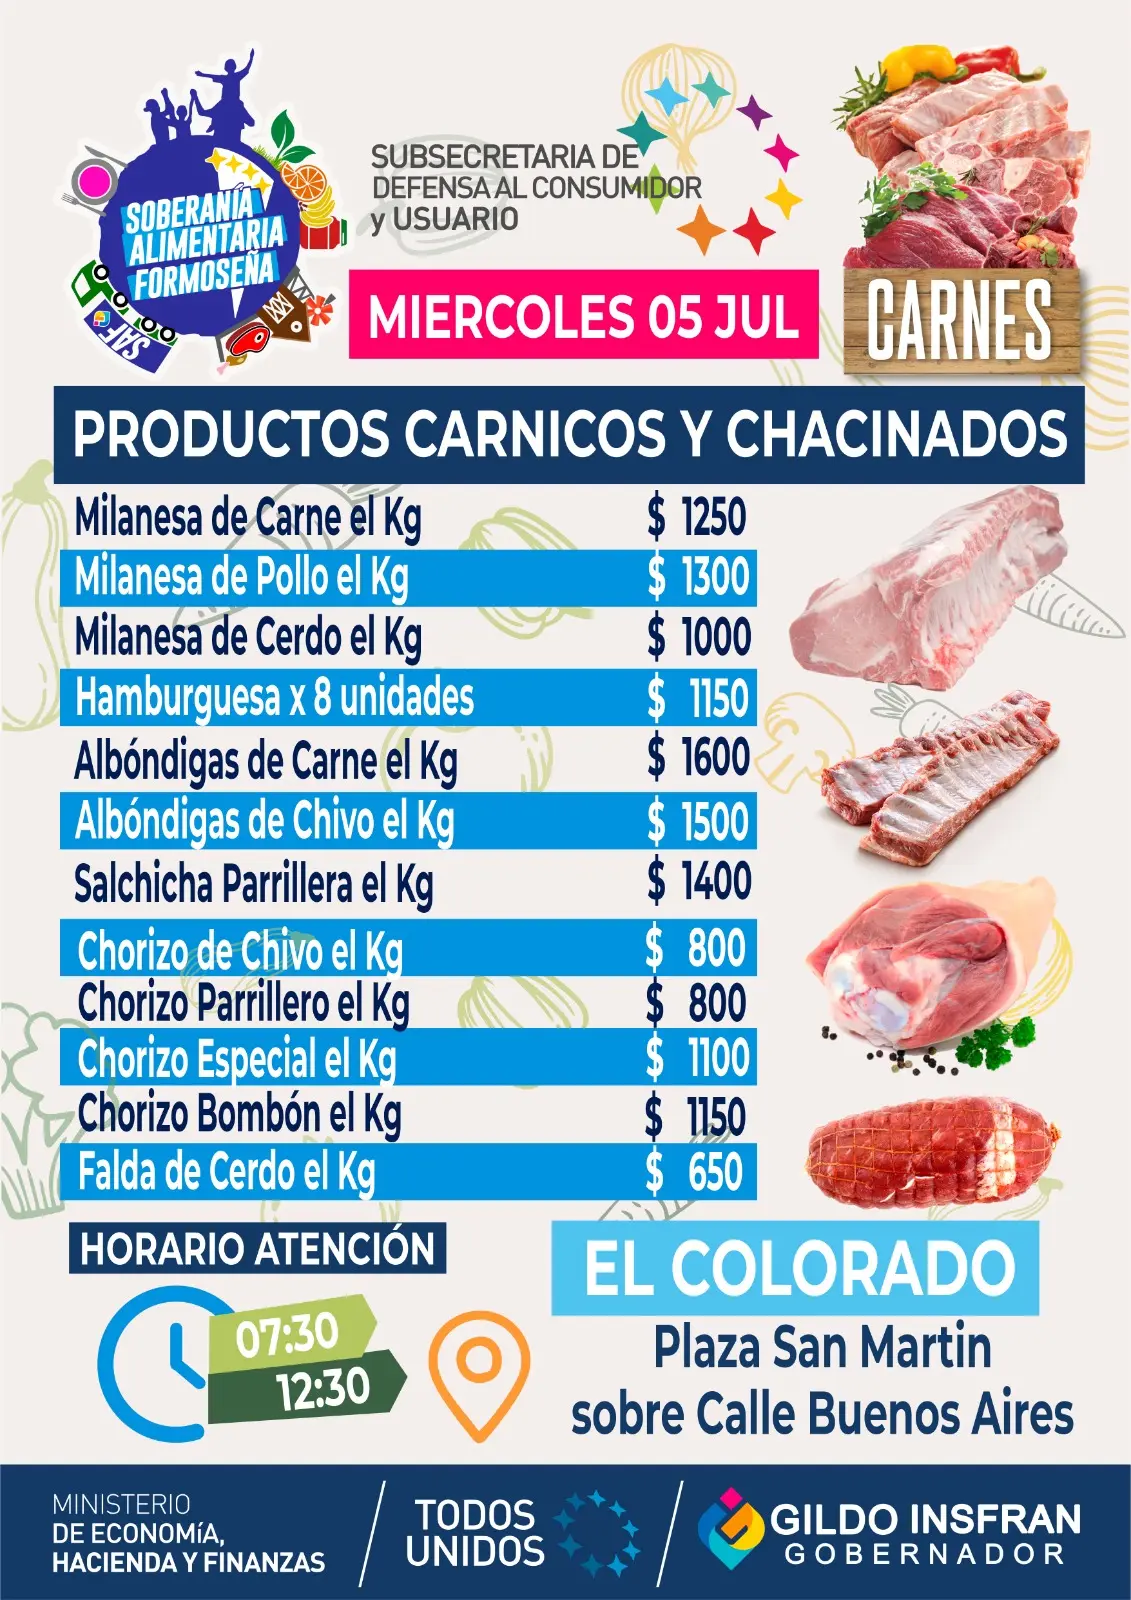 SOBERANÍA
ALIMENTARIA
FORMOSEÑA
SAF
SUBSECRETARIA DE
DEFENSA AL CONSUMIDOR
y USUARIO
MIERCOLES 05 JUL
CARNES
PRODUCTOS CARNICOS Y CHACINADOS
Milanesa de Carne el Kg $ 1250
Milanesa de Pollo el Kg $ 1300
Milanesa de Cerdo el Kg $ 1000
Hamburguesa x 8 unidades $ 1150
Albóndigas de Carne el Kg $ 1600
Albóndigas de Chivo el Kg $ 1500
Salchicha Parrillera el Kg $ 1400
Chorizo de Chivo el Kg $ 800
Chorizo Parrillero el Kg $ 800
Chorizo Especial el Kg $ 1100
Chorizo Bombón el Kg $ 1150
Falda de Cerdo el Kg $ 650
HORARIO ATENCIÓN
07:30
12:30
EL COLORADO
Plaza San Martin
sobre Calle Buenos Aires
MINISTERIO
DE ECONOMíA,
HACIENDA Y FINANZAS
TODOS
UNIDOS
GILDO INSFRAN
GOBERNADOR